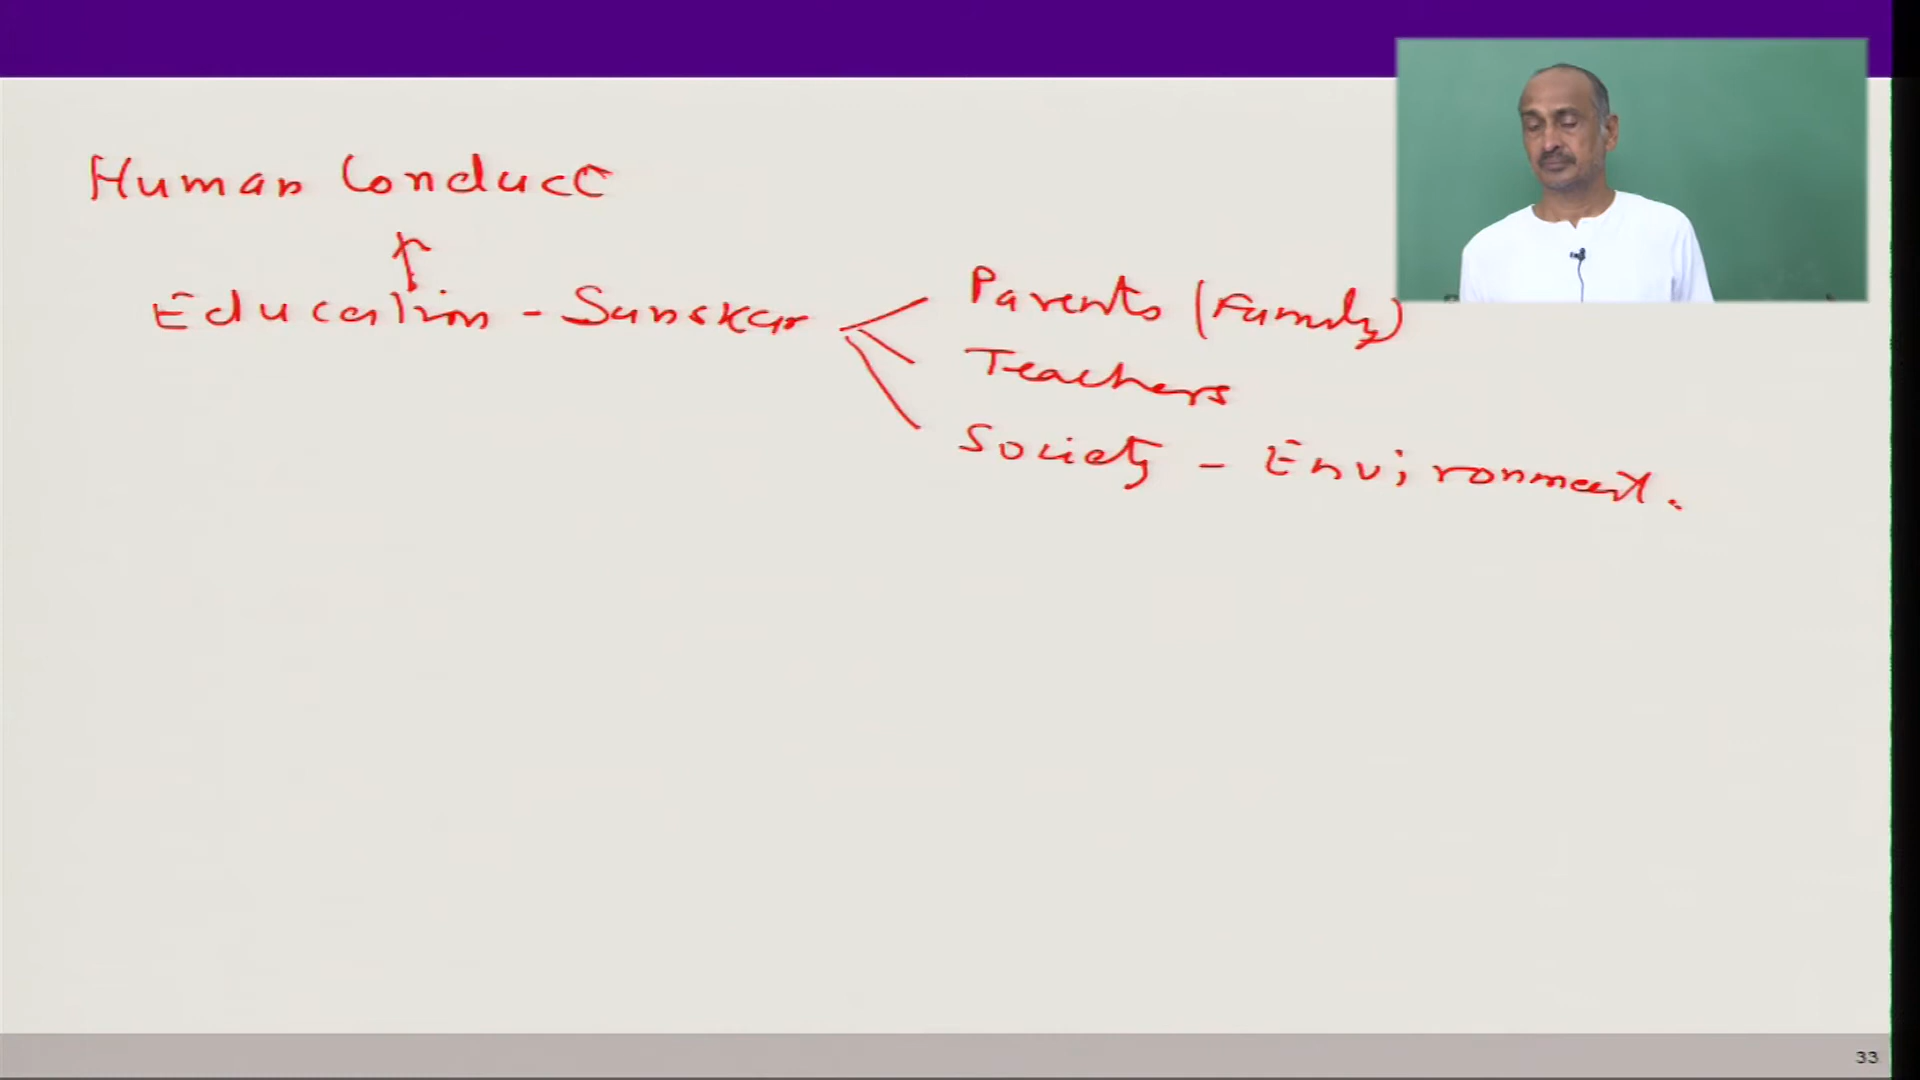 Human Conduct
Education - Sanskar
Parents (Family)
Teachers
Society - Environment.
33